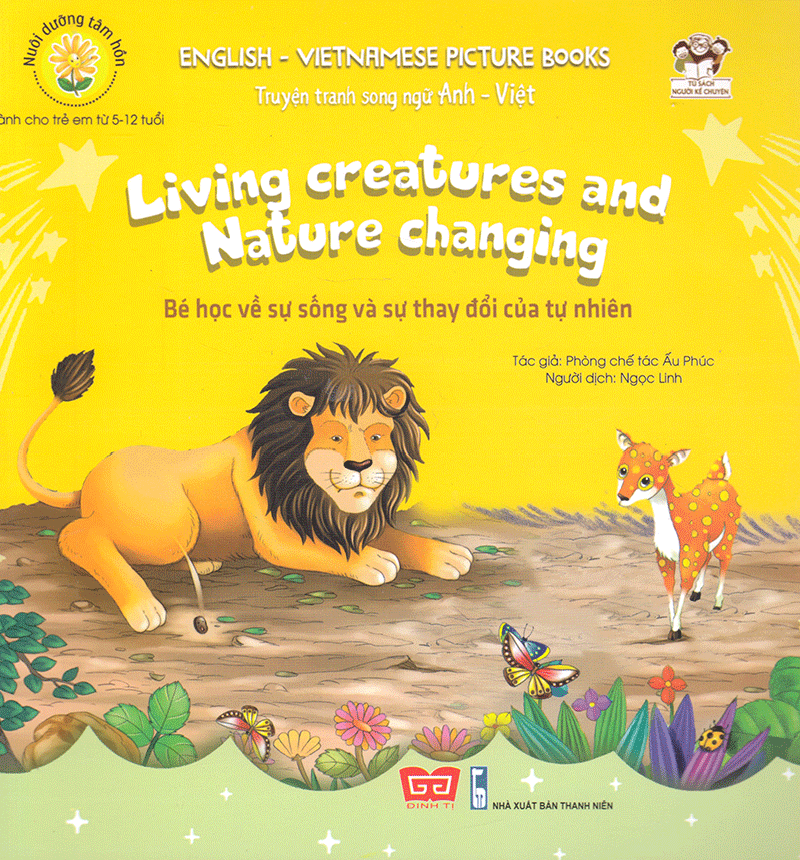 Nuôi dưỡng tâm hồn
ành cho trẻ em từ 5-12 tuổi
ENGLISH - VIETNAMESE PICTURE BOOKS
Truyện tranh song ngữ Anh - Việt
TỦ SÁCH
NGƯỜI KỂ CHUYỆN
Living creatures and
Nature changing
Bé học về sự sống và sự thay đổi của tự nhiên
Tác giả: Phòng chế tác Ấu Phúc
Người dịch: Ngọc Linh
ĐINH TỊ
NHÀ XUẤT BẢN THANH NIÊN